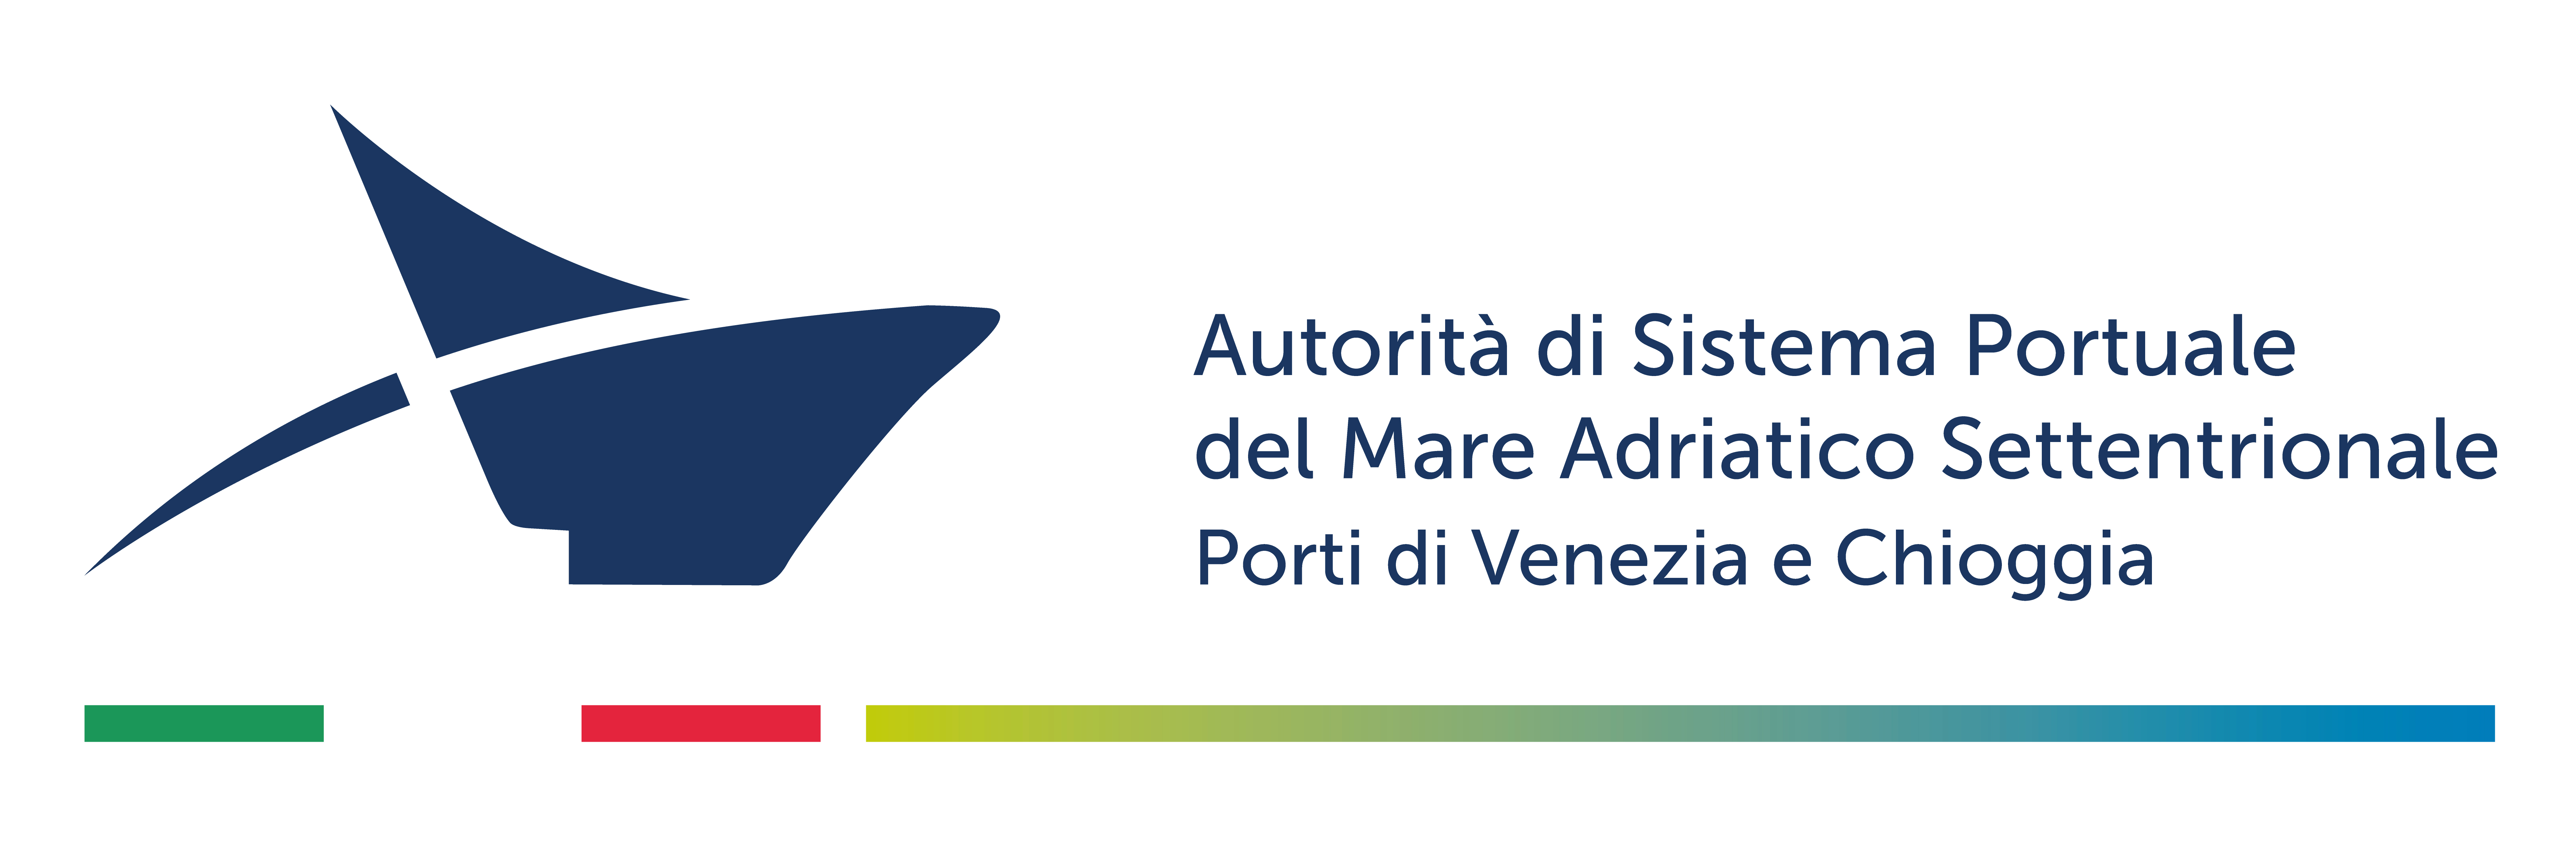 Autorità di Sistema Portuale
del Mare Adriatico Settentrionale
Porti di Venezia e Chioggia